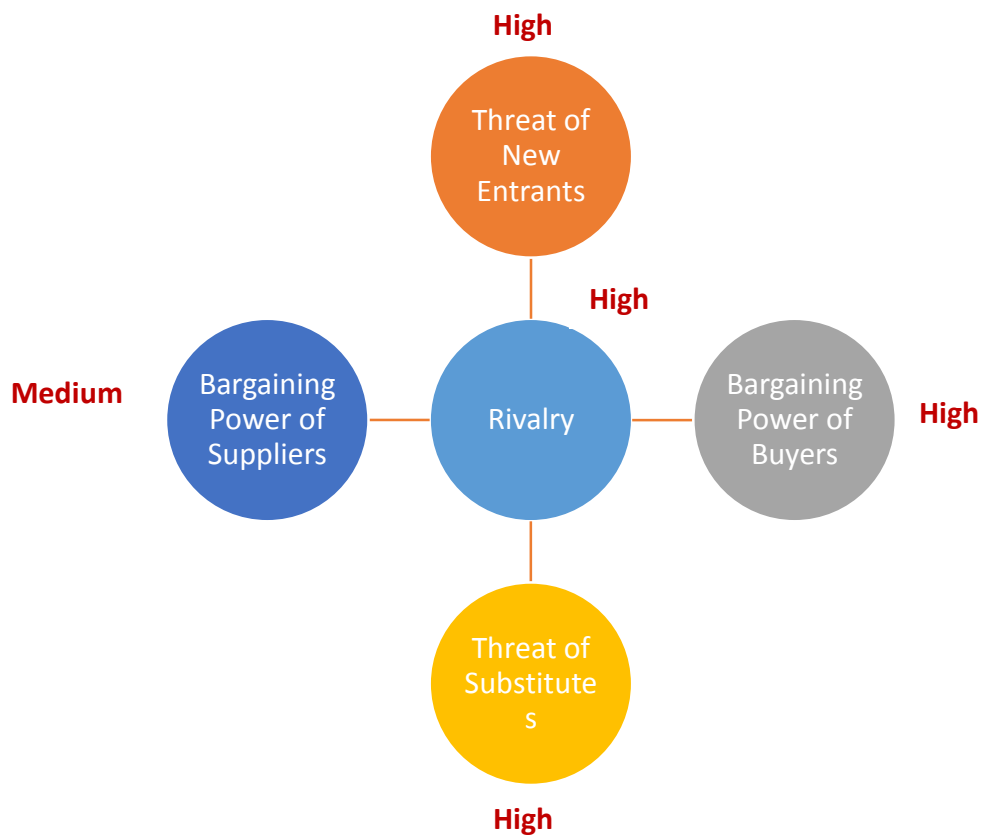 High
Threat of
New
Entrants
High
Medium
Bargaining
Power of
Suppliers
Rivalry
Bargaining
Power of
Buyers
High
Threat of
Substitute
s
High